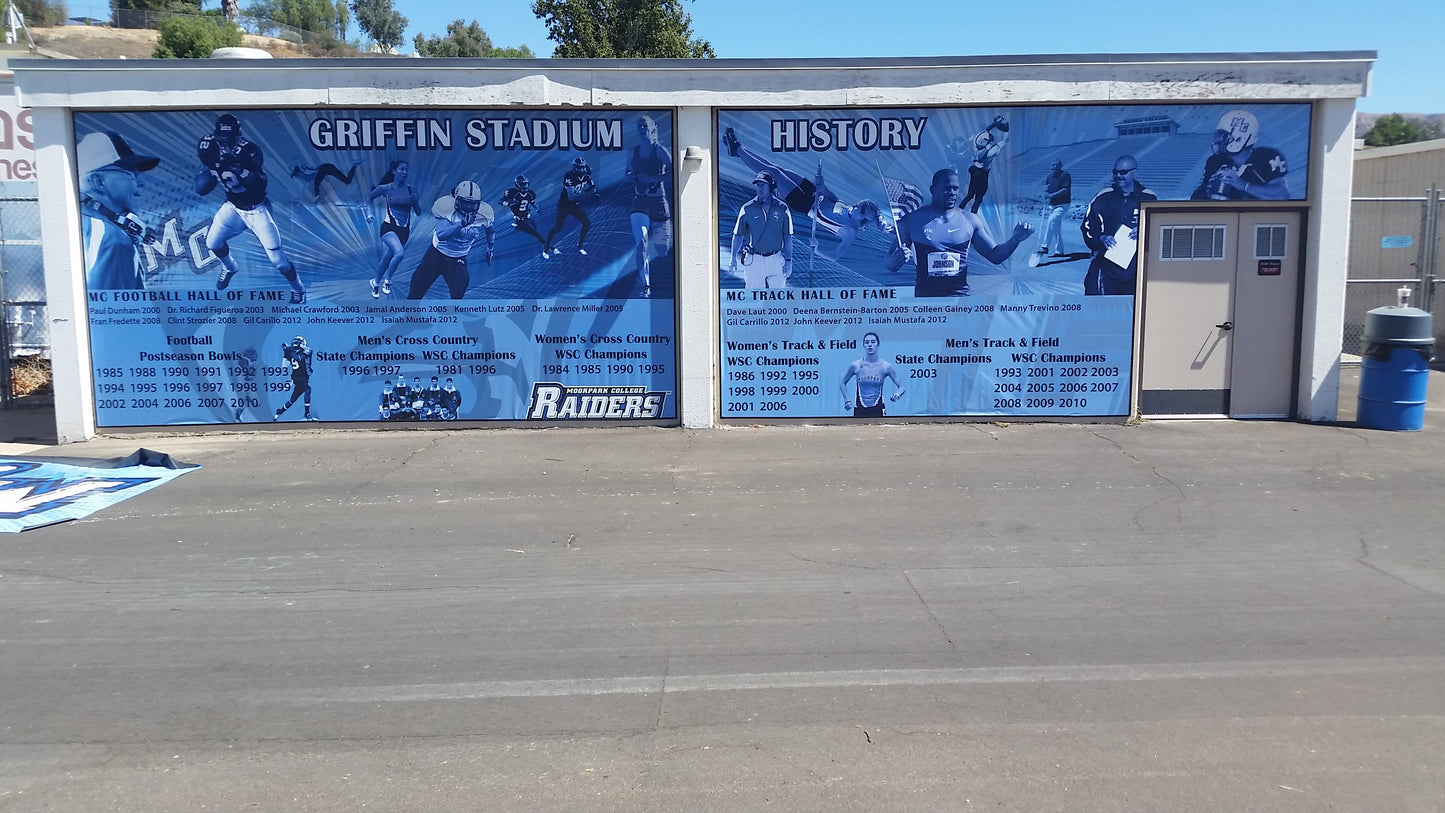 GRIFFIN STADIUM
HISTORY
MC
MC
MC FOOTBALL HALL OF FAME
Paul Dunham 2000 Dr. Richard Figueroa 2003 Michael Crawford 2003 Jamal Anderson 2005 Kenneth Lutz 2005 Dr. Lawrence Miller 2005
Fran Fredette 2008 Clint Strozier 2008 Gil Carillo 2012 John Keever 2012 Isaiah Mustafa 2012
Football
Postseason Bowls
1985 1988 1990 1991 1992 1993
1994 1995 1996 1997 1998 1999
2002 2004 2006 2007 2010
Men's Cross Country
State Champions WSC Champions
1996 1997 1981 1996
Women's Cross Country
WSC Champions
1984 1985 1990 1995
MOORPARK COLLEGE
RAIDERS
JOHNSON
MC TRACK HALL OF FAME
Dave Laut 2000 Deena Bernstein-Barton 2005 Colleen Gainey 2008 Manny Trevino 2008
Gil Carrillo 2012 John Keever 2012 Isaiah Mustafa 2012
Women's Track & Field
WSC Champions
1986 1992 1995
1998 1999 2000
2001 2006
Men's Track & Field
State Champions WSC Champions
2003
1993 2001 2002 2003
2004 2005 2006 2007
2008 2009 2010